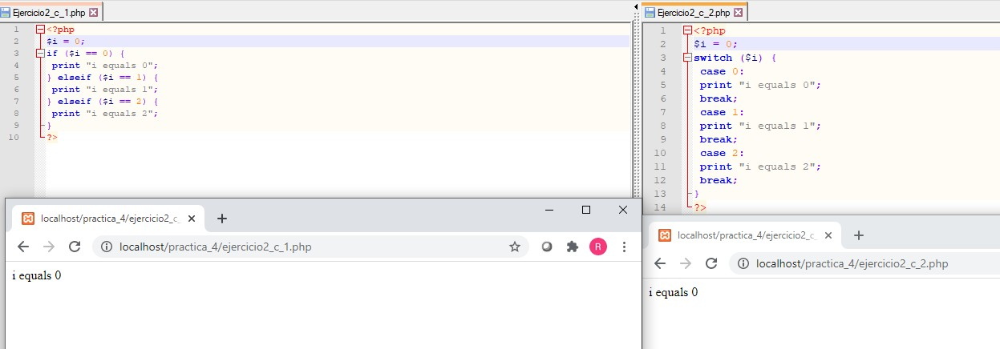 Ejercicio2_c_1.php
1 <?php
2 $i = 0;
3 if ($i == 0) {
4 print "i equals 0";
5 } elseif ($i == 1) {
6 print "i equals 1";
7 } elseif ($i == 2) {
8 print "i equals 2";
9 }
10 ?>
Ejercicio2_c_2.php
1 <?php
2 $i = 0;
3 switch ($i) {
4 case 0:
5 print "i equals 0";
6 break;
7 case 1:
8 print "i equals 1";
9 break;
10 case 2:
11 print "i equals 2";
12 break;
13 }
14 ?>
localhost/practica_4/ejercicio2_c_
localhost/practica_4/ejercicio2_c_1.php
R
i equals 0
localhost/practica_4/ejercicio2_c_
localhost/practica_4/ejercicio2_c_2.php
i equals 0